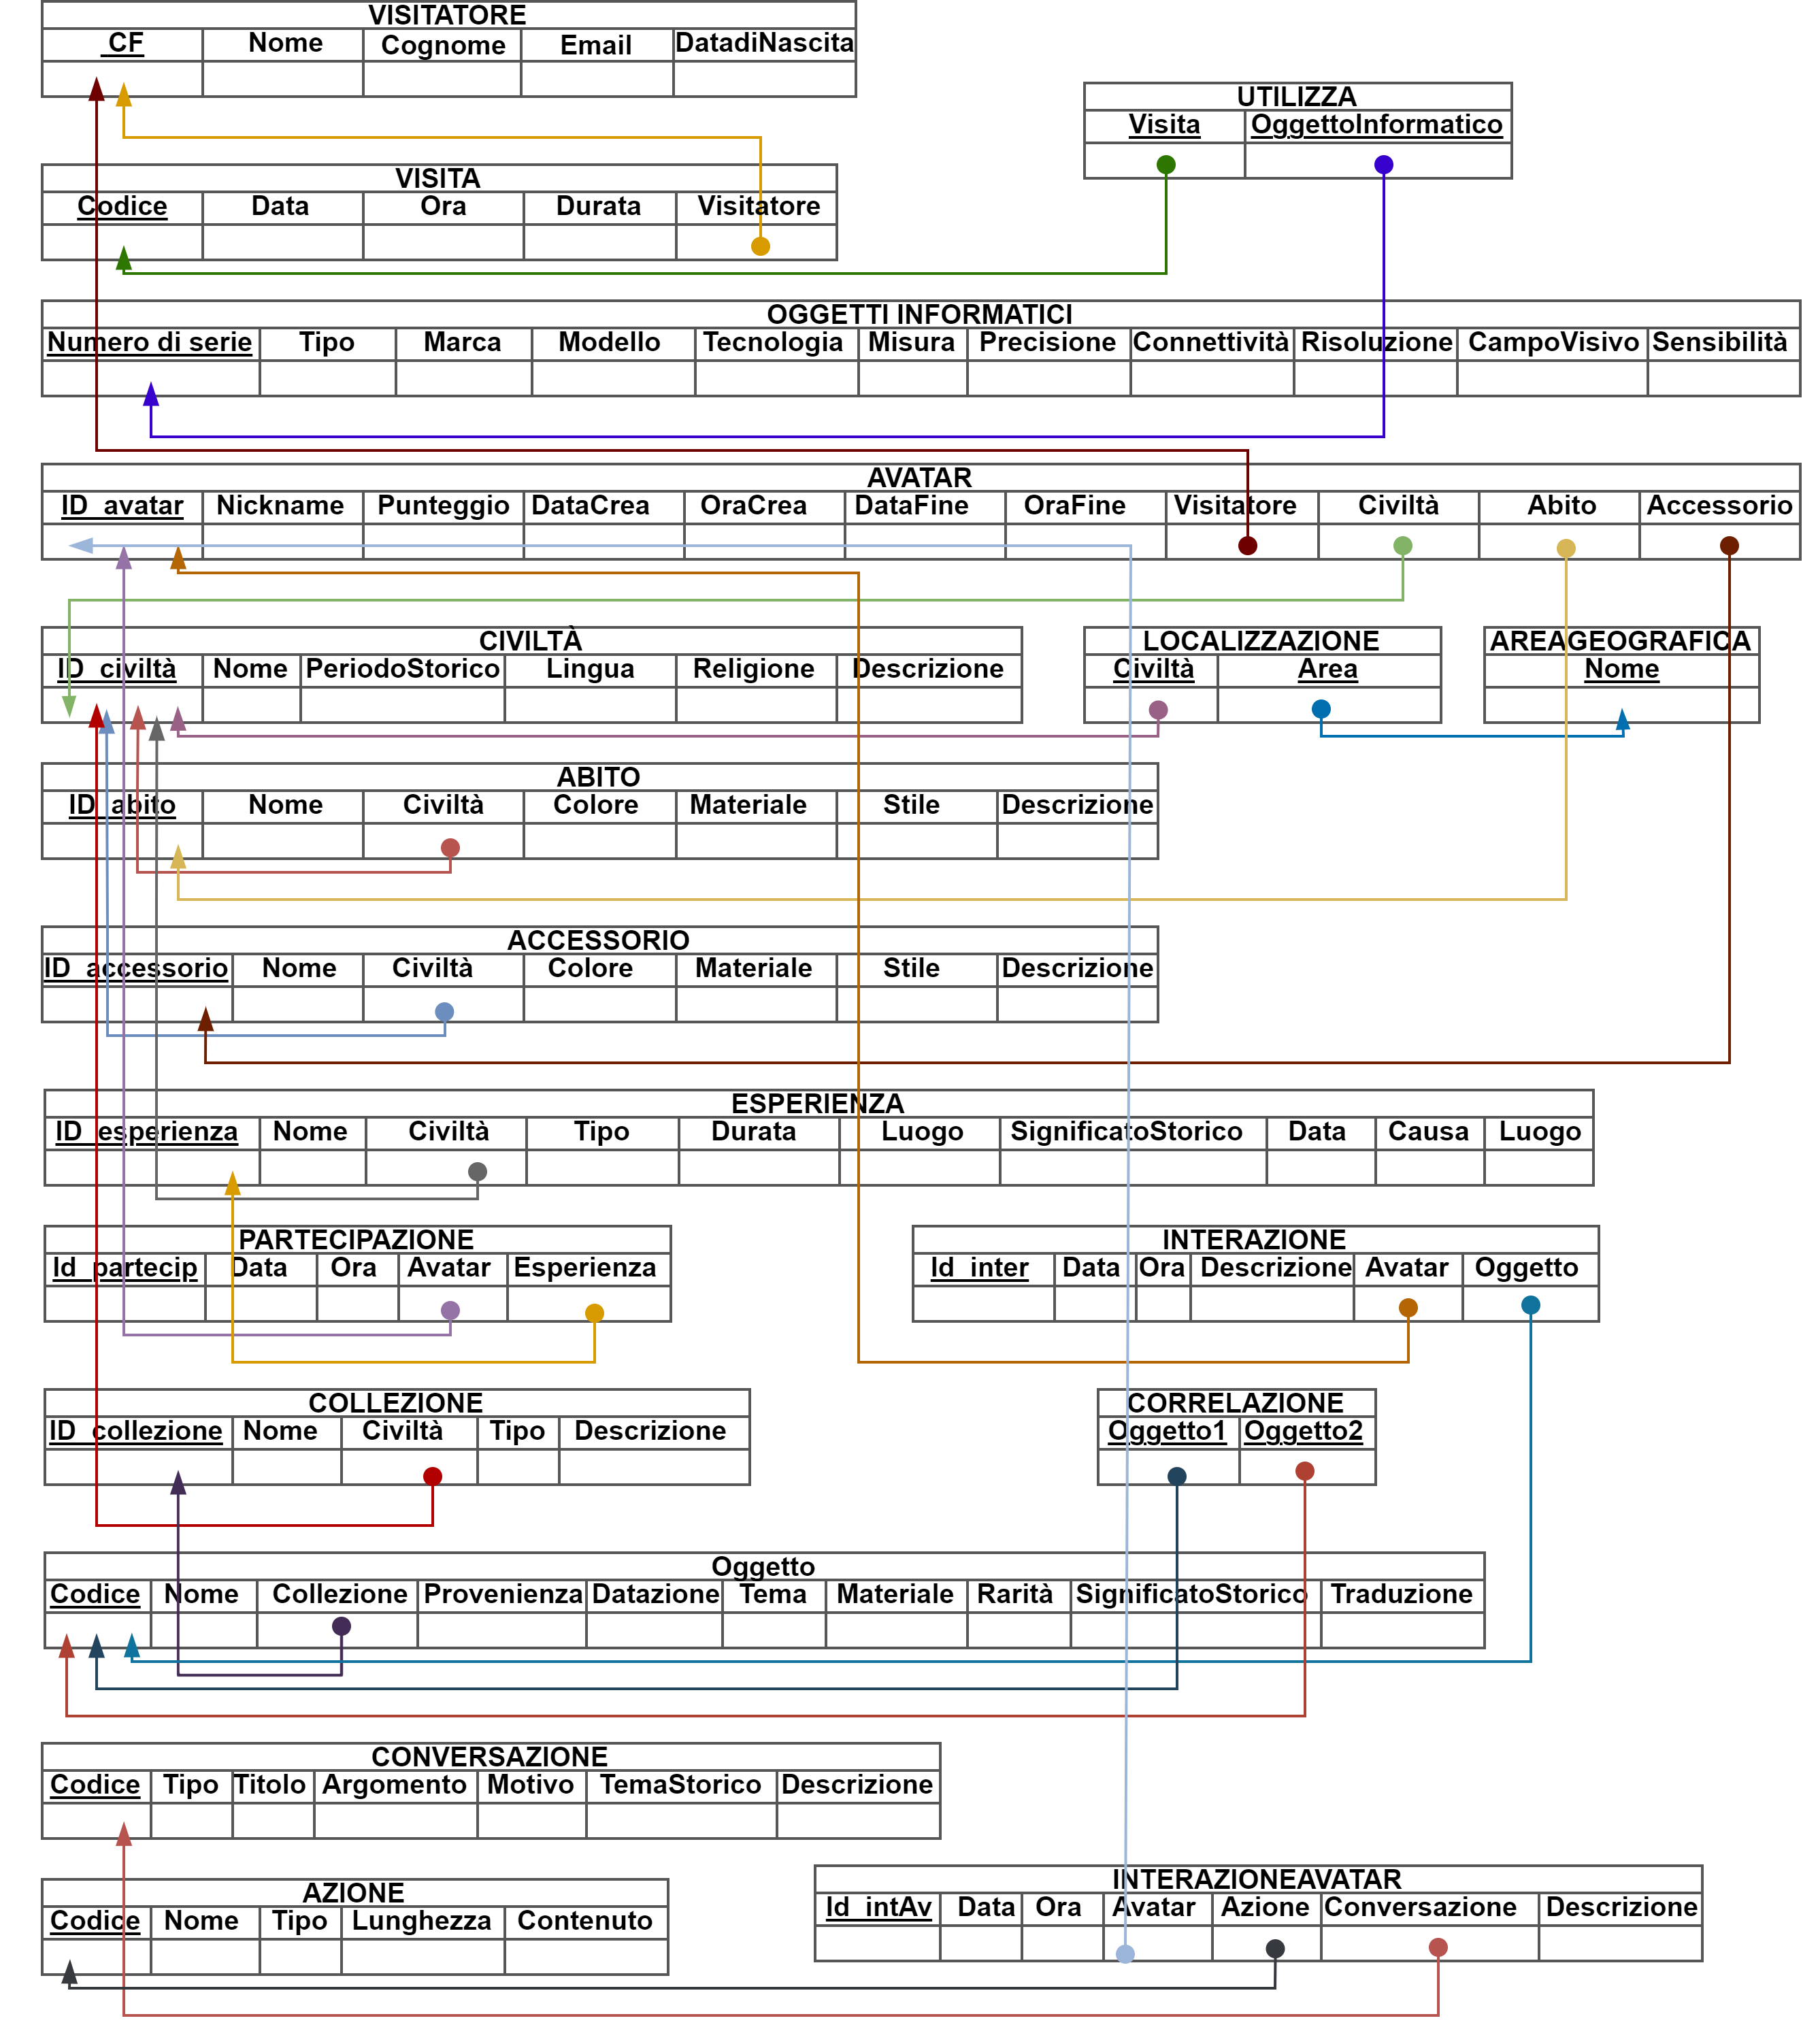 VISITATORE
CF Nome Cognome Email DatadiNascita
UTILIZZA
Visita OggettoInformatico
VISITA
Codice Data Ora Durata Visitatore
OGGETTI INFORMATICI
Numero di serie Tipo Marca Modello Tecnologia Misura Precisione Connettività Risoluzione CampoVisivo Sensibilità
AVATAR
ID_avatar Nickname Punteggio DataCrea OraCrea DataFine OraFine Visitatore Civiltà Abito Accessorio
CIVILTÀ
ID_civiltà Nome PeriodoStorico Lingua Religione Descrizione
LOCALIZZAZIONE
Civiltà Area
AREAGEOGRAFICA
Nome
ABITO
ID_abito Nome Civiltà Colore Materiale Stile Descrizione
ACCESSORIO
ID_accessorio Nome Civiltà Colore Materiale Stile Descrizione
ESPERIENZA
ID_esperienza Nome Civiltà Tipo Durata Luogo SignificatoStorico Data Causa Luogo
PARTECIPAZIONE
Id_partecip Data Ora Avatar Esperienza
INTERAZIONE
Id_inter Data Ora Descrizione Avatar Oggetto
COLLEZIONE
ID_collezione Nome Civiltà Tipo Descrizione
CORRELAZIONE
Oggetto1 Oggetto2
Oggetto
Codice Nome Collezione Provenienza Datazione Tema Materiale Rarità SignificatoStorico Traduzione
CONVERSAZIONE
Codice Tipo Titolo Argomento Motivo TemaStorico Descrizione
AZIONE
Codice Nome Tipo Lunghezza Contenuto
INTERAZIONEAVATAR
Id_intAv Data Ora Avatar Azione Conversazione Descrizione